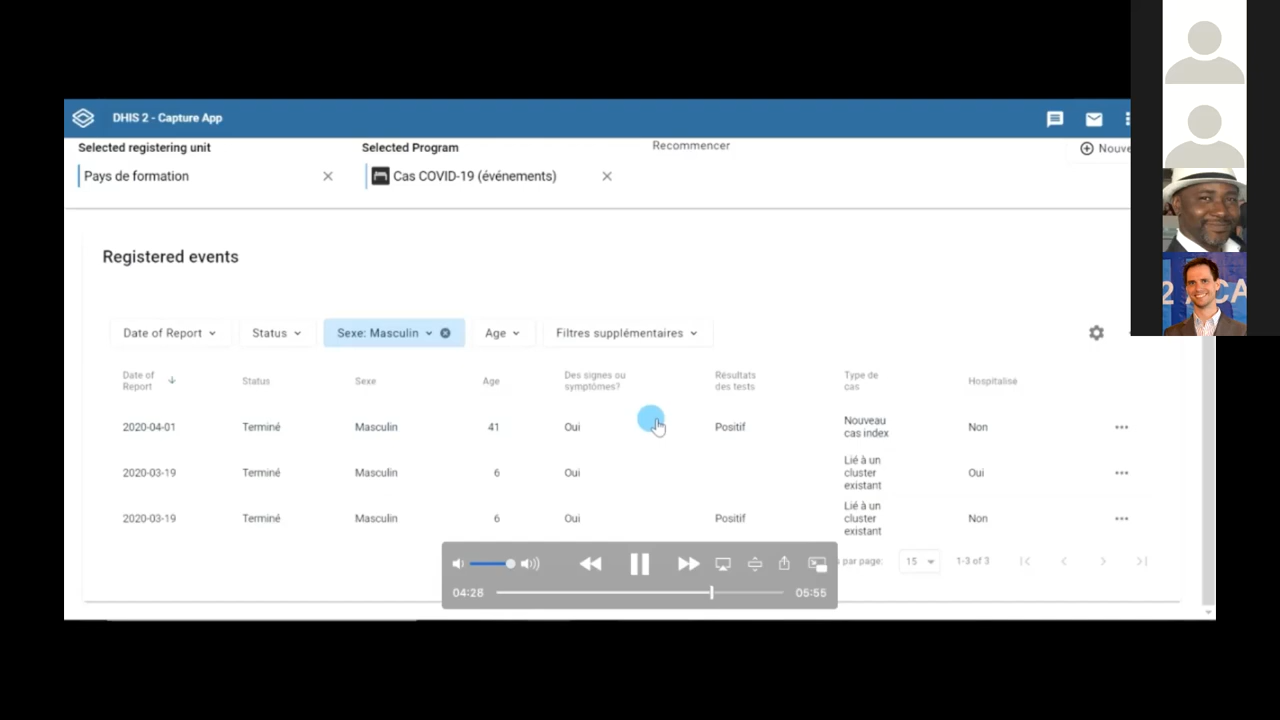 DHIS 2 - Capture App
Selected registering unit
Selected Program
Recommencer
Pays de formation
Cas COVID-19 (événements)
Registered events
Date of Report
Status
Sexe: Masculin
Age
Filtres supplémentaires
Date of
Report
Status
Sexe
Age
Des signes ou
symptômes?
Résultats
des tests
Type de
cas
Hospitalisé
2020-04-01 Terminé Masculin 41 Oui Positif
Nouveau
cas index
Non
2020-03-19 Terminé Masculin 6 Oui
Lié à un
cluster
existant
Oui
2020-03-19 Terminé Masculin 6 Oui Positif
Lié à un
cluster
existant
Non
par page: 15 1-3 of 3
04:28
05:55